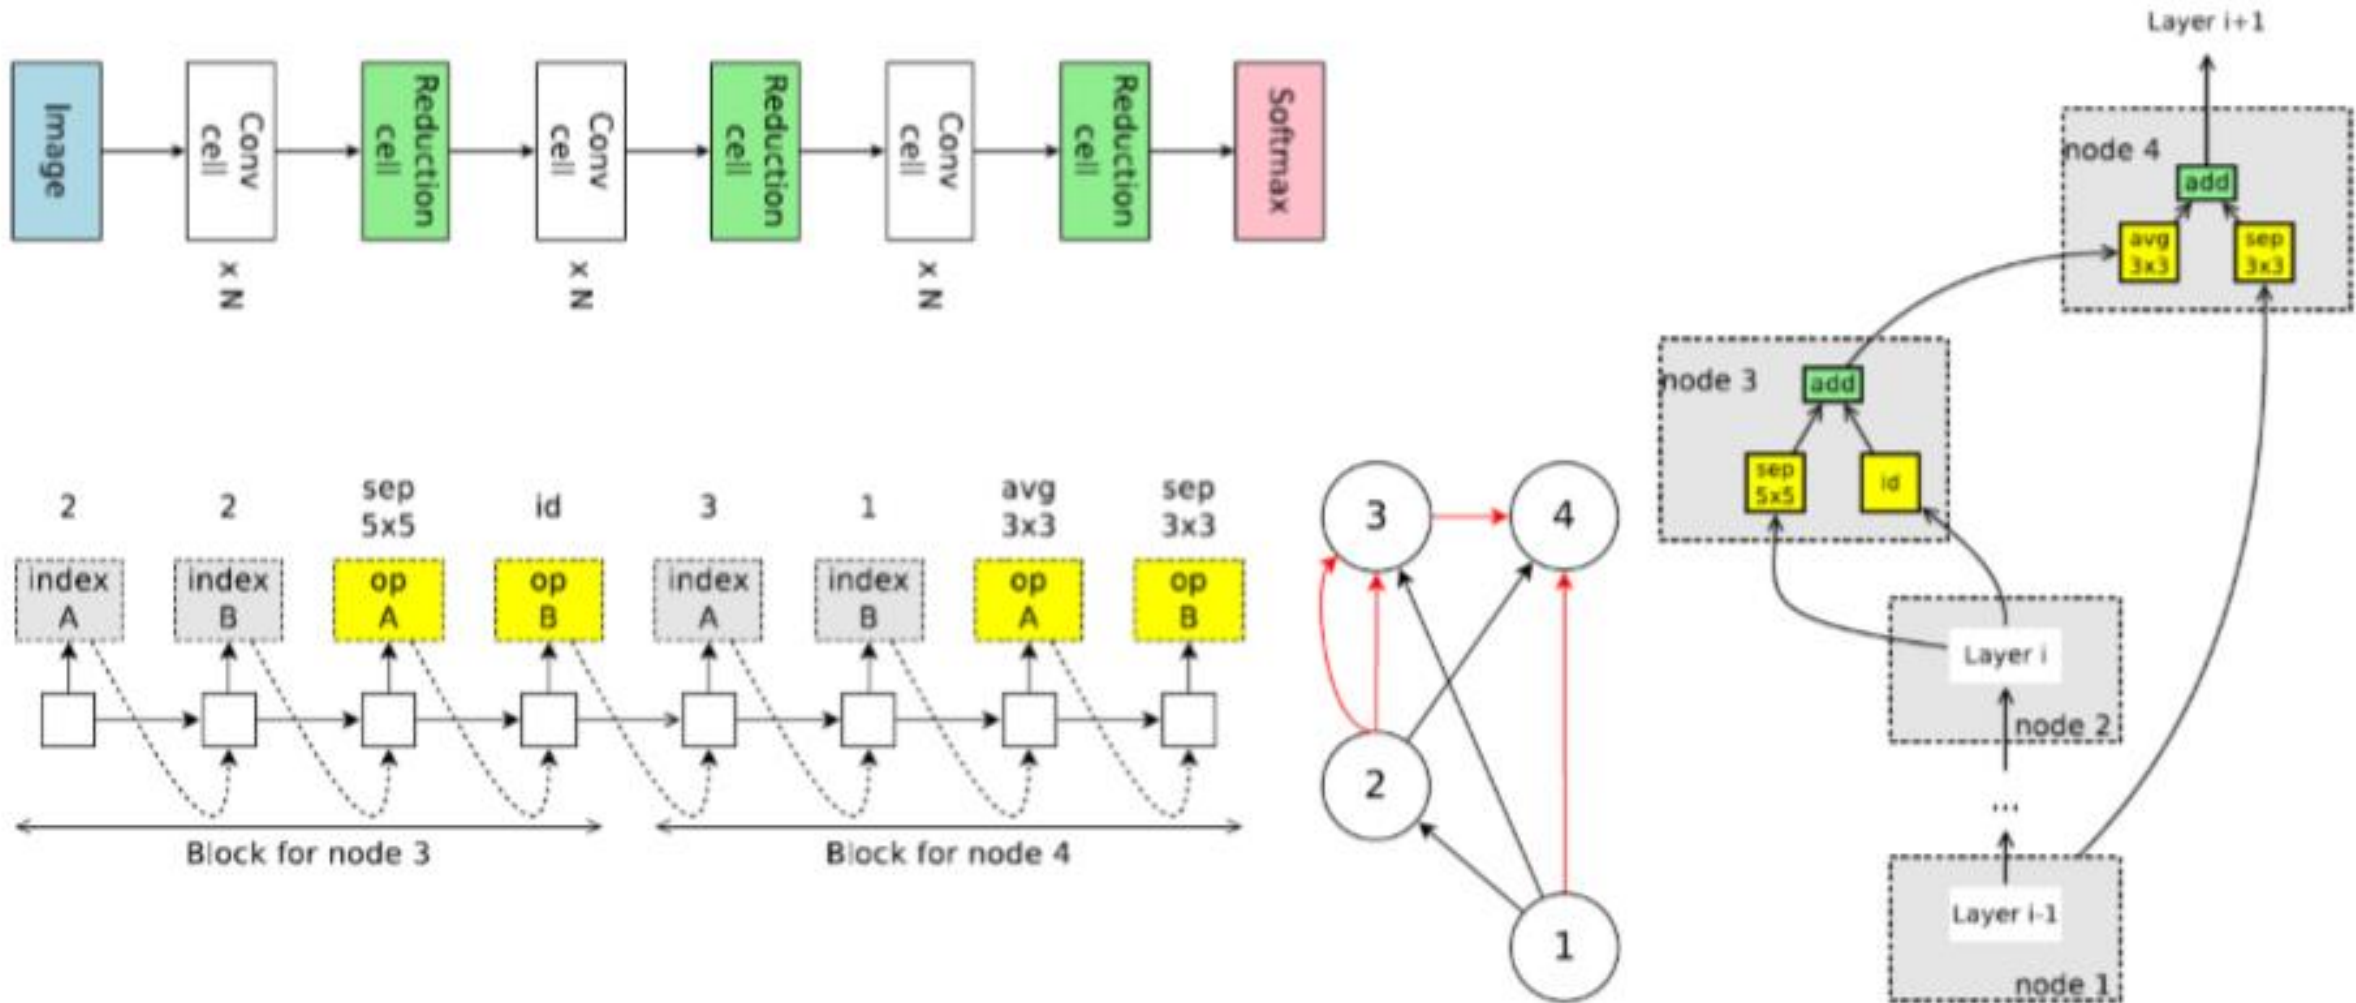 Image
Conv
cell
x N
Reduction
cell
Conv
cell
x N
Reduction
cell
Conv
cell
x N
Reduction
cell
Softmax
2
2
sep
5x5
id
3
1
avg
3x3
sep
3x3
index
A
index
B
op
A
op
B
index
A
index
B
op
A
op
B
Block for node 3
Block for node 4
3
4
2
1
Layer i+1
node 4
add
avg
3x3
sep
3x3
node 3
add
sep
5x5
id
Layer i
node 2
...
Layer i-1
node 1